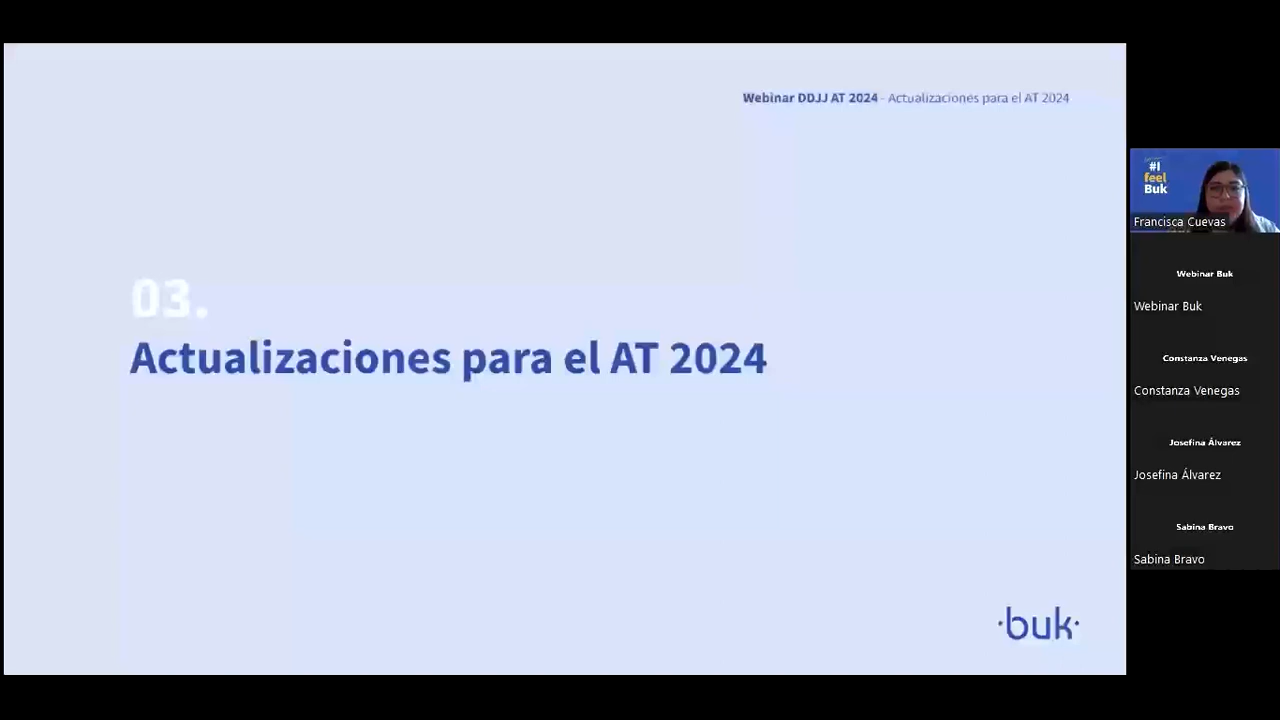 Webinar DDJJ AT 2024 - Actualizaciones para el AT 2024
03.
Actualizaciones para el AT 2024
·buk·
#I
feel
Buk
Francisca Cuevas
Webinar Buk
Webinar Buk
Constanza Venegas
Constanza Venegas
Josefina Álvarez
Josefina Álvarez
Sabina Bravo
Sabina Bravo